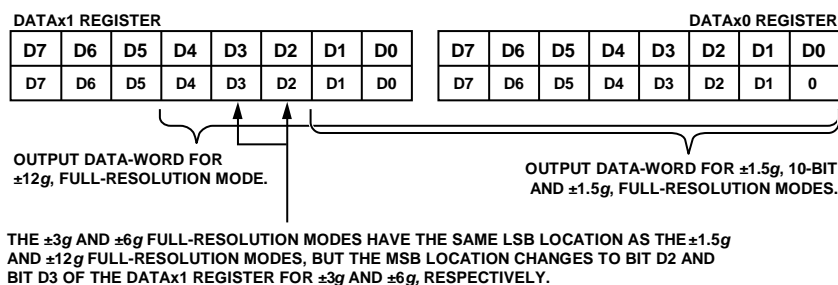 DATAx1 REGISTER DATAx0 REGISTER
D7 D6 D5 D4 D3 D2 D1 D0 D7 D6 D5 D4 D3 D2 D1 D0
D7 D6 D5 D4 D3 D2 D1 D0 D7 D6 D5 D4 D3 D2 D1 0
OUTPUT DATA-WORD FOR
±12g, FULL-RESOLUTION MODE.
OUTPUT DATA-WORD FOR ±1.5g, 10-BIT
AND ±1.5g, FULL-RESOLUTION MODES.
THE ±3g AND ±6g FULL-RESOLUTION MODES HAVE THE SAME LSB LOCATION AS THE ±1.5g
AND ±12g FULL-RESOLUTION MODES, BUT THE MSB LOCATION CHANGES TO BIT D2 AND
BIT D3 OF THE DATAx1 REGISTER FOR ±3g AND ±6g, RESPECTIVELY.